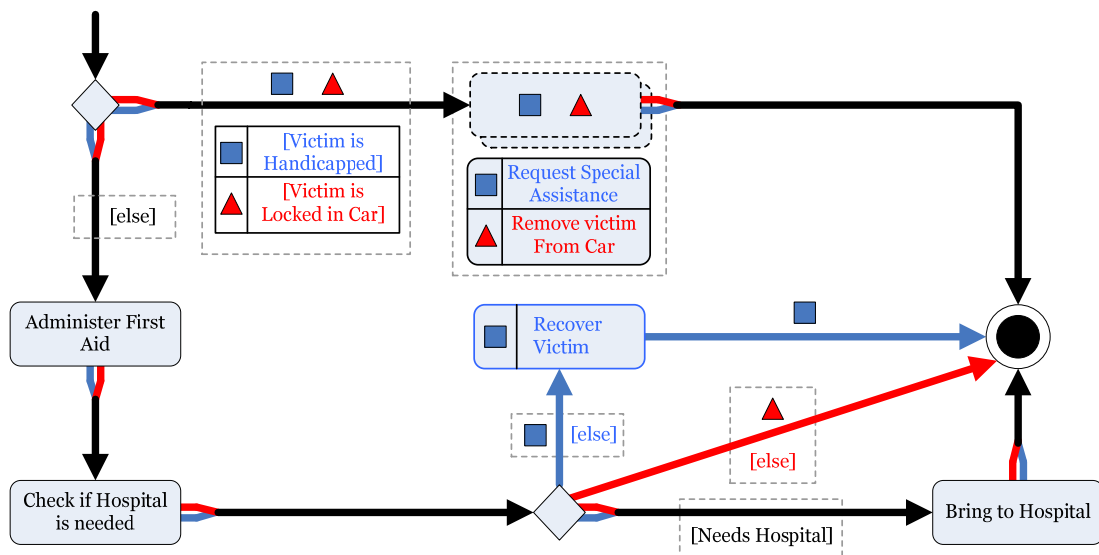 [Victim is
Handicapped]
[Victim is
Locked in Car]
Request Special
Assistance
Remove victim
From Car
[else]
Administer First
Aid
Recover
Victim
[else]
[else]
Check if Hospital
is needed
[Needs Hospital]
Bring to Hospital